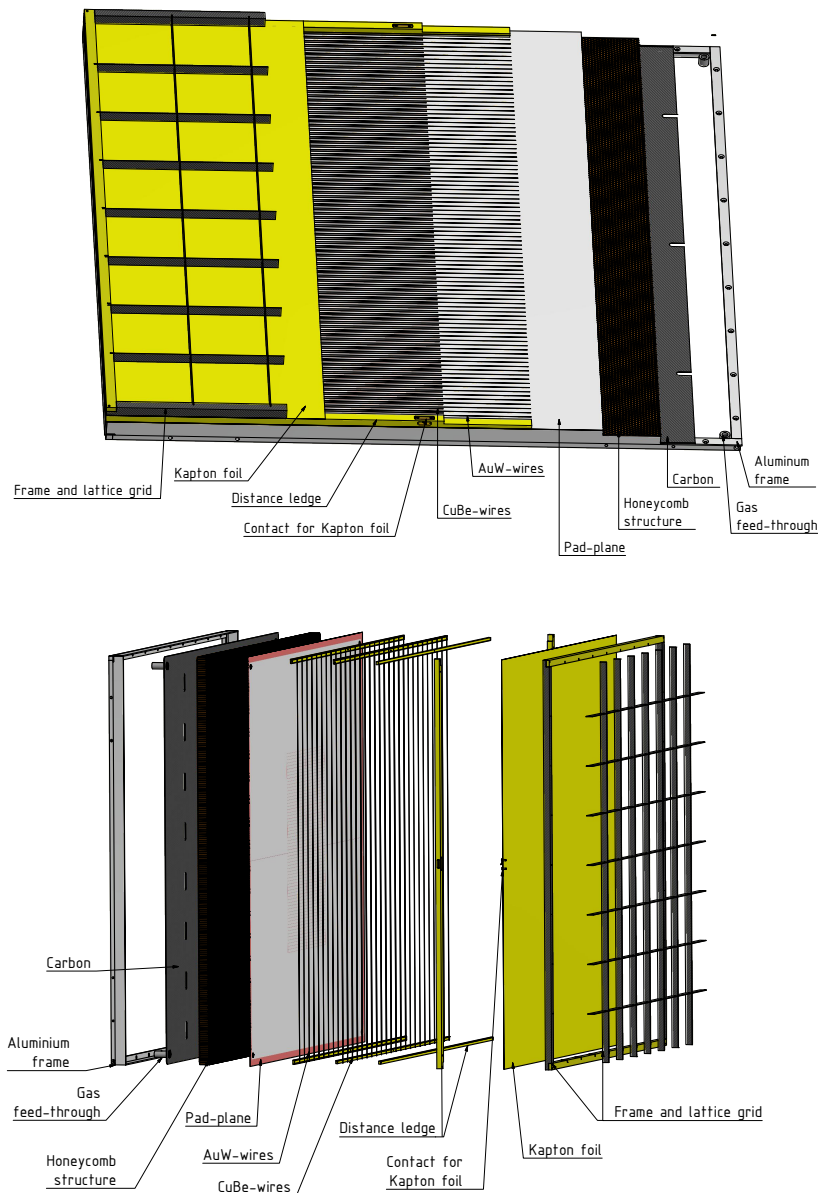 Kapton foil
Frame and lattice grid
Distance ledge
Contact for Kapton foil
AuW-wires
CuBe-wires
Pad-plane
Honeycomb
structure
Carbon
Gas
feed-through
Aluminum
frame
Carbon
Aluminium
frame
Gas
feed-through
Honeycomb
structure
Pad-plane
AuW-wires
CuBe-wires
Distance ledge
Contact for
Kapton foil
Kapton foil
Frame and lattice grid